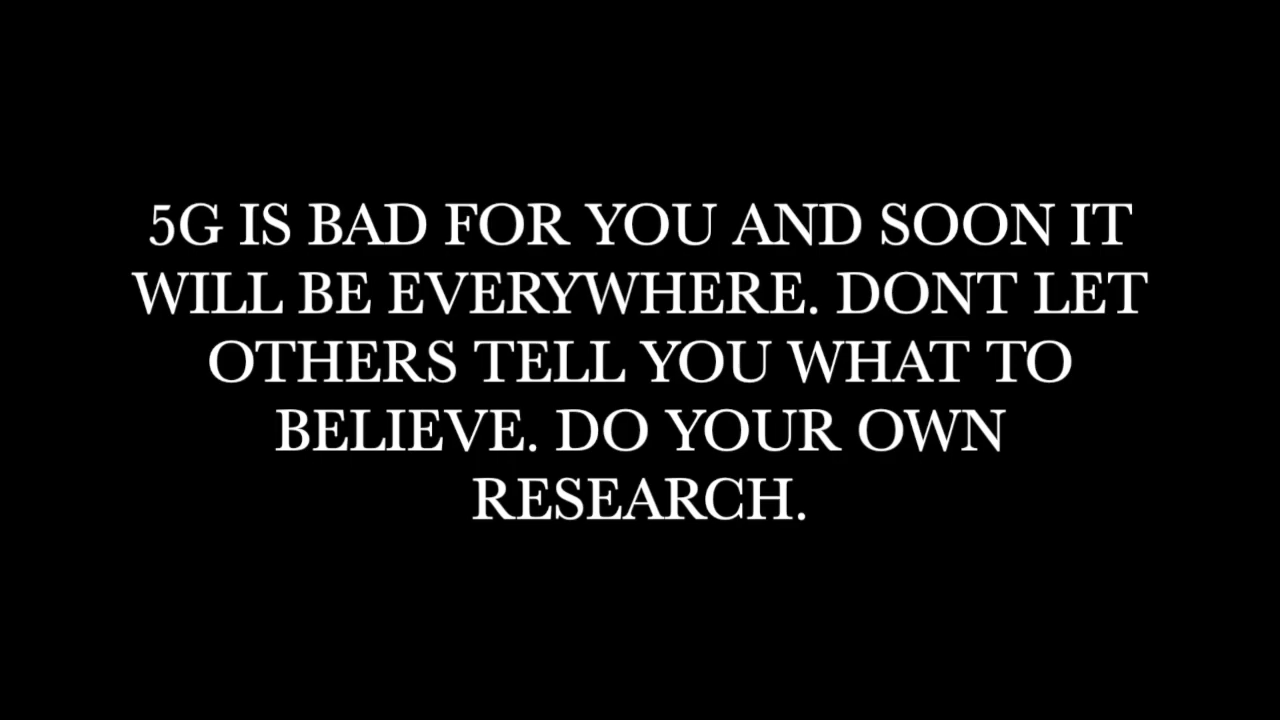 5G IS BAD FOR YOU AND SOON IT
WILL BE EVERYWHERE. DONT LET
OTHERS TELL YOU WHAT TO
BELIEVE. DO YOUR OWN
RESEARCH.